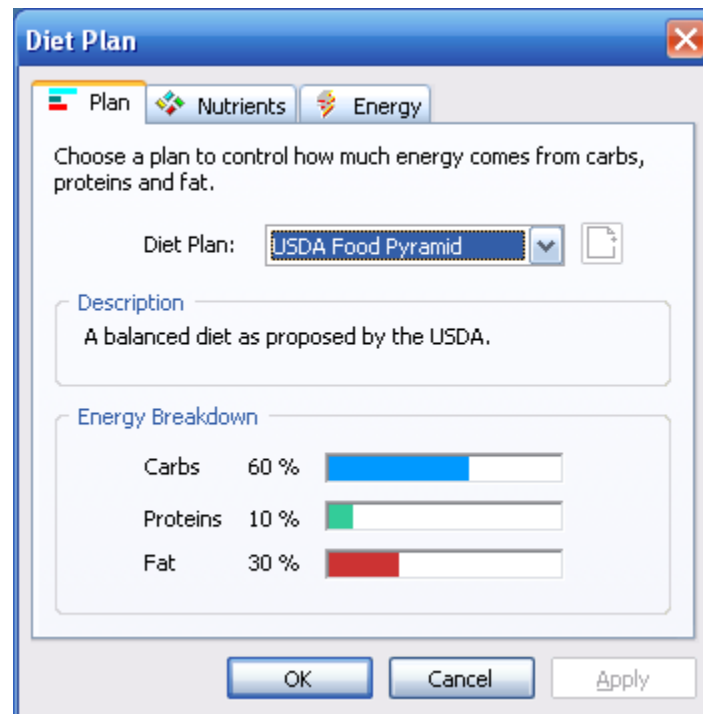 Diet Plan
Plan
Nutrients
Energy
Choose a plan to control how much energy comes from carbs,
proteins and fat.
Diet Plan: USDA Food Pyramid
Description
A balanced diet as proposed by the USDA.
Energy Breakdown
Carbs 60 %
Proteins 10 %
Fat 30 %
OK
Cancel
Apply